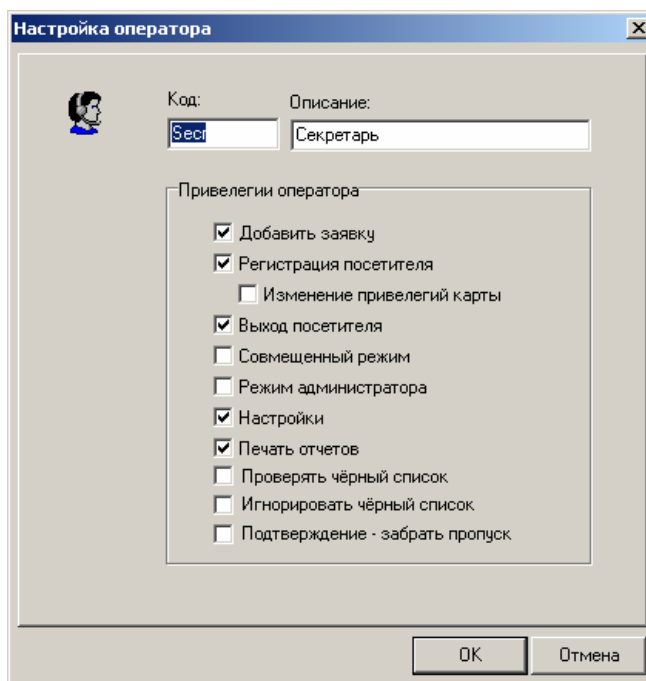 Настройка оператора
Код:
Описание:
Secr
Секретарь
Привелегии оператора
Добавить заявку
Регистрация посетителя
Изменение привелегий карты
Выход посетителя
Совмещенный режим
Режим администратора
Настройки
Печать отчетов
Проверять чёрный список
Игнорировать чёрный список
Подтверждение - забрать пропуск
OK
Отмена